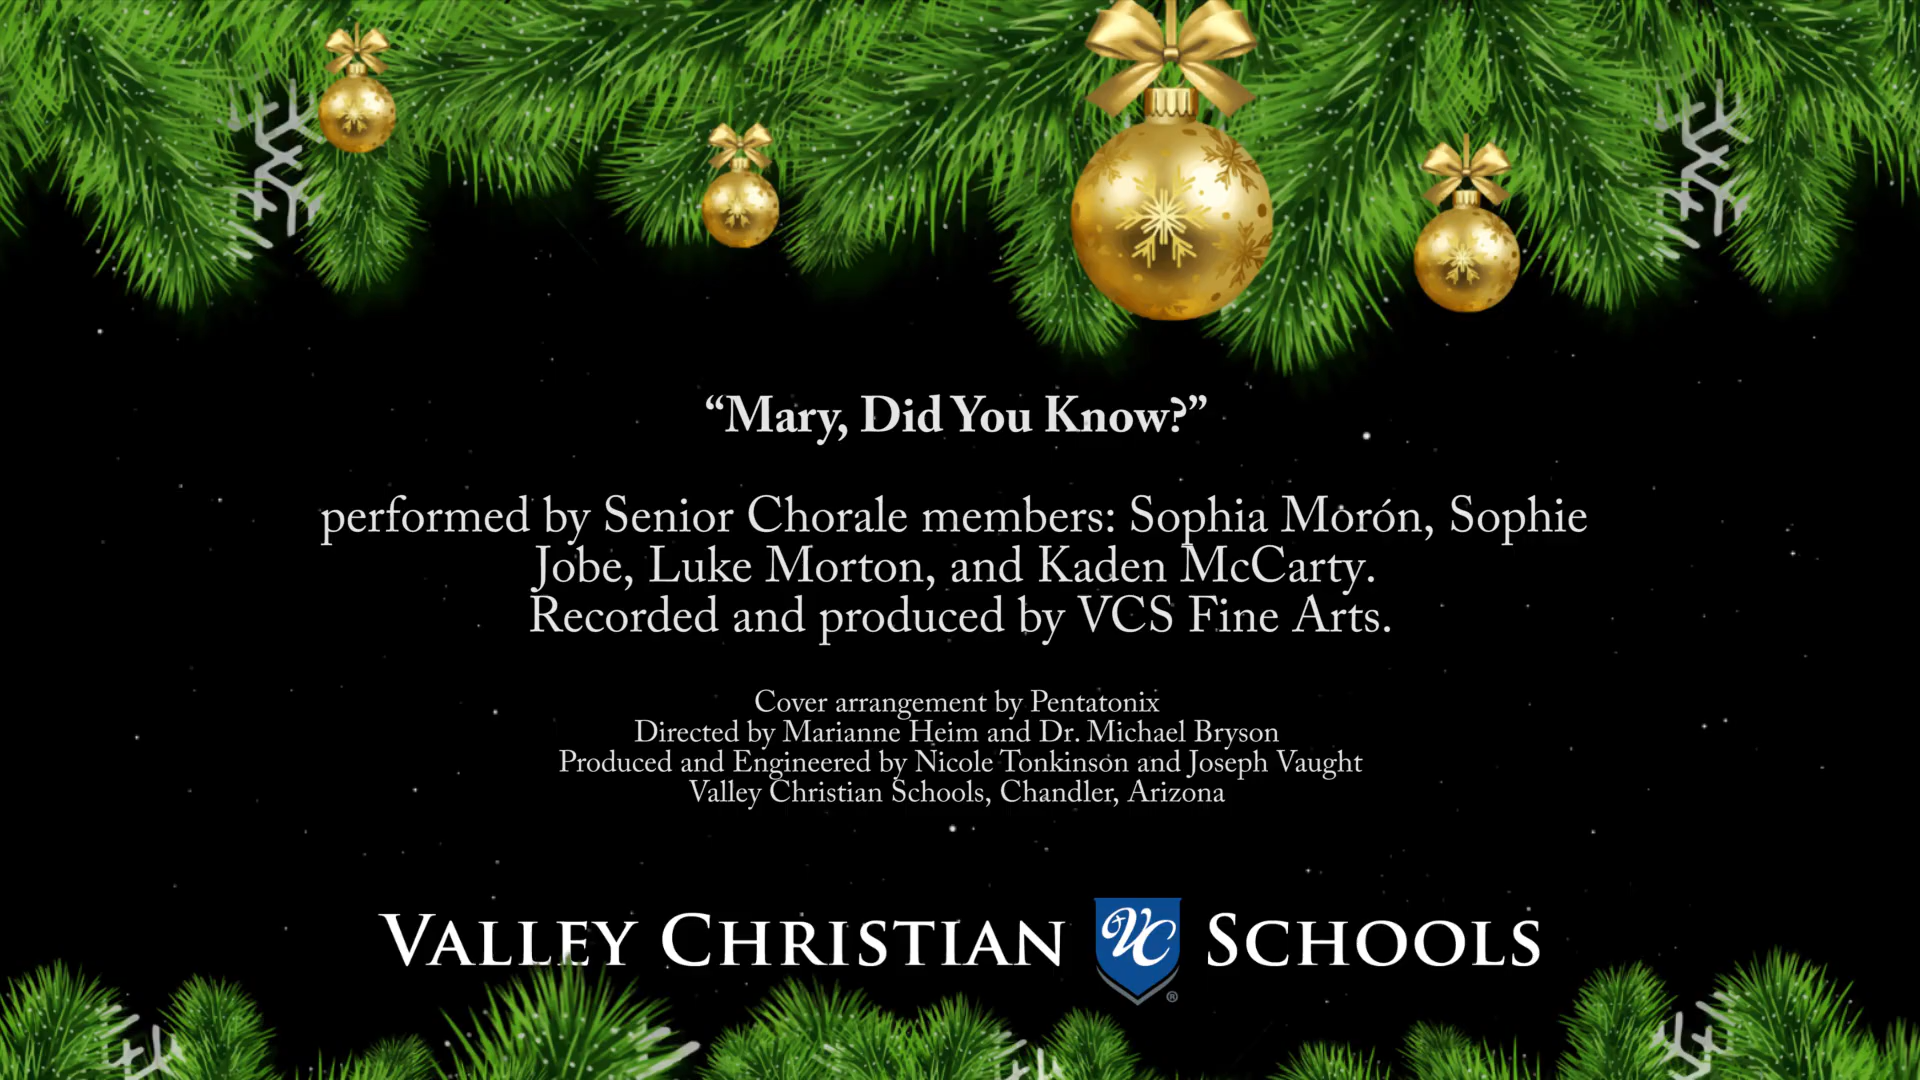 “Mary, Did You Know?”
performed by Senior Chorale members: Sophia Morón, Sophie
Jobe, Luke Morton, and Kaden McCarty.
Recorded and produced by VCS Fine Arts.
Cover arrangement by Pentatonix
Directed by Marianne Heim and Dr. Michael Bryson
Produced and Engineered by Nicole Tonkinson and Joseph Vaught
Valley Christian Schools, Chandler, Arizona
VALLEY CHRISTIAN VC ® SCHOOLS